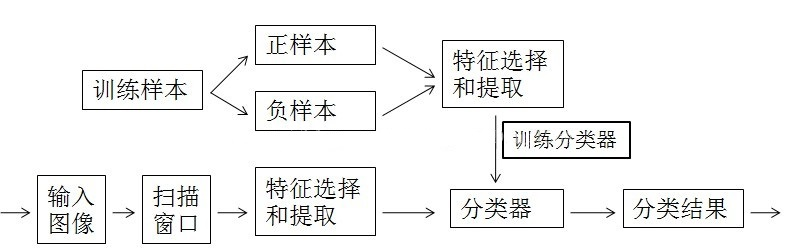 正样本
训练样本
负样本
特征选择
和提取
训练分类器
输入
图像
扫描
窗口
特征选择
和提取
分类器
分类结果